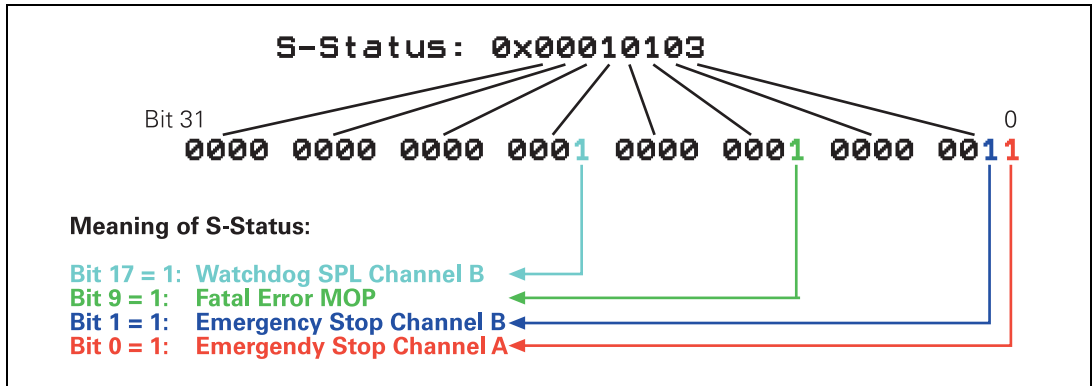 S-Status: 0x00010103
Bit 31 0
0000 0000 0000 0001 0000 0001 0000 0011
Meaning of S-Status:
Bit 17 = 1: Watchdog SPL Channel B
Bit 9 = 1: Fatal Error MOP
Bit 1 = 1: Emergency Stop Channel B
Bit 0 = 1: Emergendy Stop Channel A